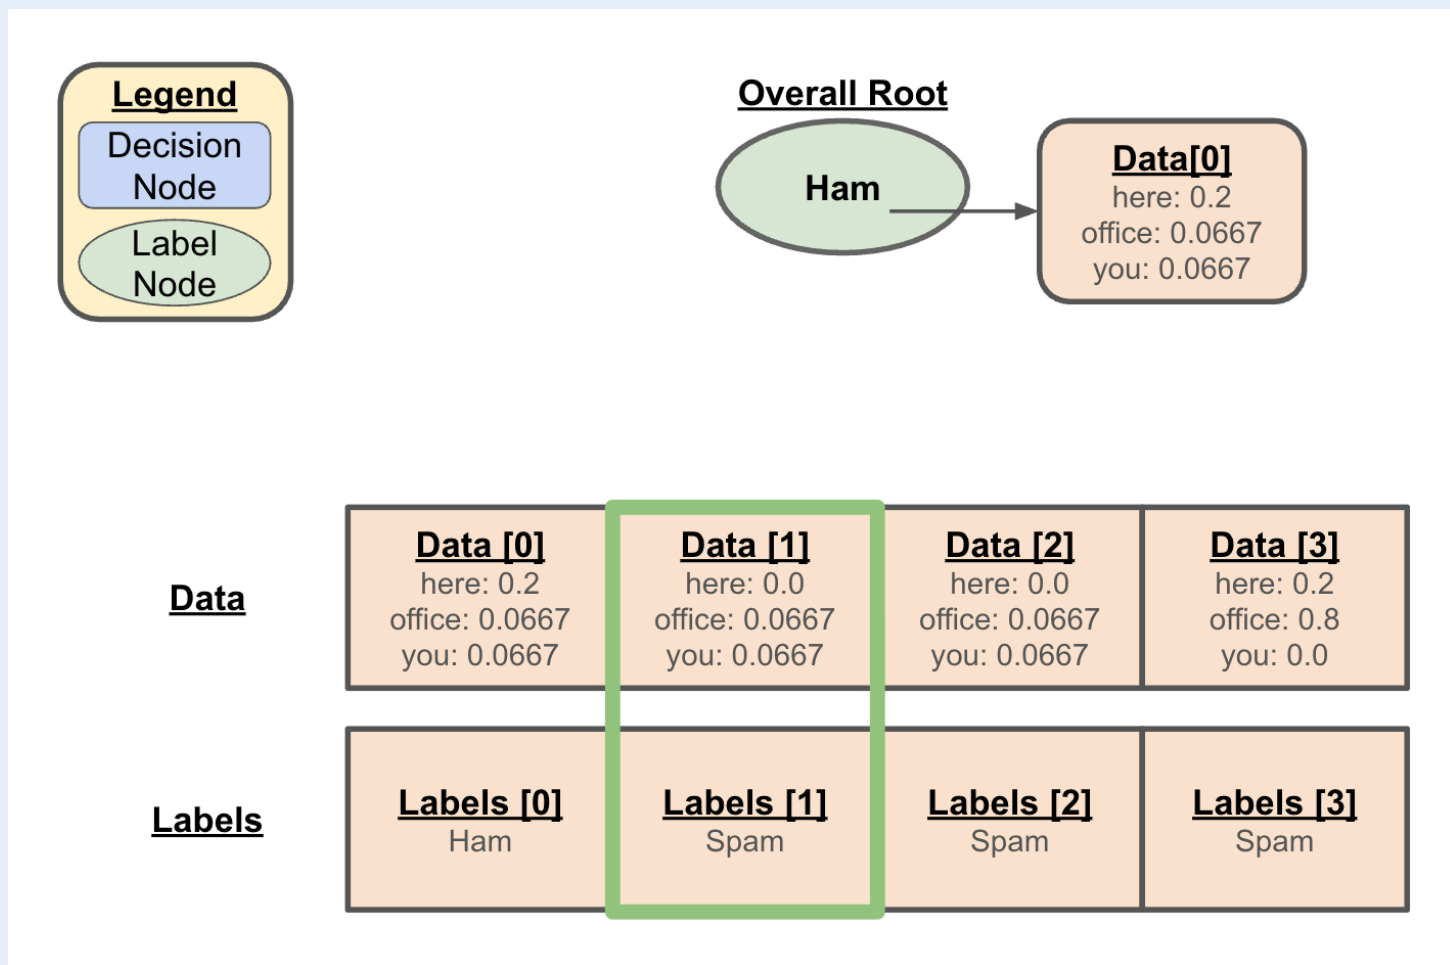 Legend
Decision
Node
Label
Node
Overall Root
Ham
Data[0]
here: 0.2
office: 0.0667
you: 0.0667
Data
Data [0]
here: 0.2
office: 0.0667
you: 0.0667
Data [1]
here: 0.0
office: 0.0667
you: 0.0667
Data [2]
here: 0.0
office: 0.0667
you: 0.0667
Data [3]
here: 0.2
office: 0.8
you: 0.0
Labels
Labels [0]
Ham
Labels [1]
Spam
Labels [2]
Spam
Labels [3]
Spam